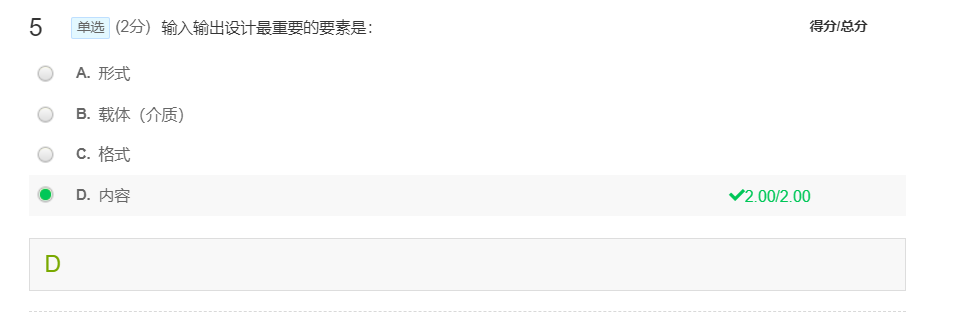 5 单选 (2分) 输入输出设计最重要的要素是： 得分/总分
A. 形式
B. 载体（介质）
C. 格式
D. 内容 2.00/2.00
D